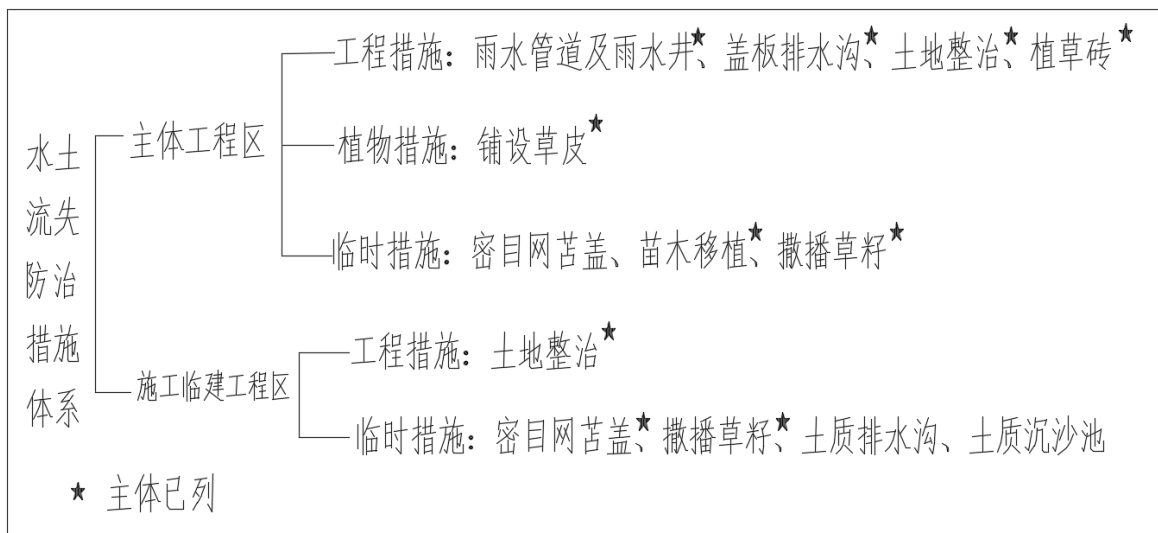 水土流失防治措施体系
主体工程区
工程措施：雨水管道及雨水井★、盖板排水沟★、土地整治★、植草砖★
植物措施：铺设草皮★
临时措施：密目网苫盖、苗木移植★、撒播草籽★
施工临建工程区
工程措施：土地整治★
临时措施：密目网苫盖★、撒播草籽★、土质排水沟、土质沉沙池
★ 主体已列